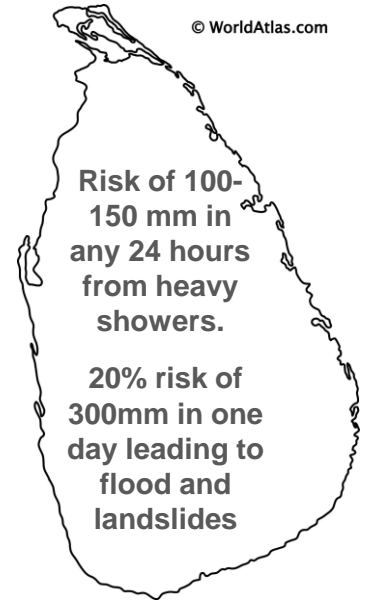 © WorldAtlas.com
Risk of 100-
150 mm in
any 24 hours
from heavy
showers.
20% risk of
300mm in one
day leading to
flood and
landslides